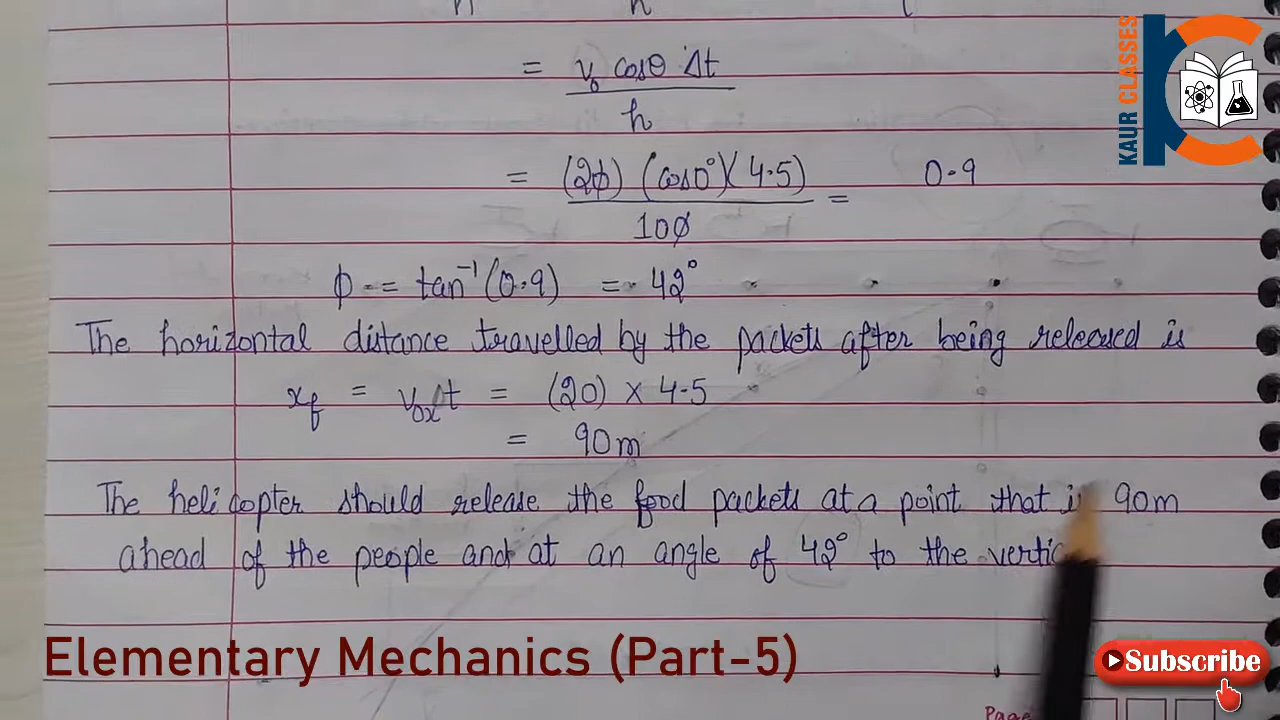 h h
= v₀ cosθ Δt
h
= (20) (cos0°)(4.5) = 0.9
100
ϕ = tan⁻¹(0.9) = 42°
The horizontal distance travelled by the packets after being released is
x_f = v₀ₓt = (20) × 4.5
= 90m
The helicopter should release the food packets at a point that is 90m
ahead of the people and at an angle of 42° to the
KAUR CLASSES
Elementary Mechanics (Part-5)
Subscribe
Page